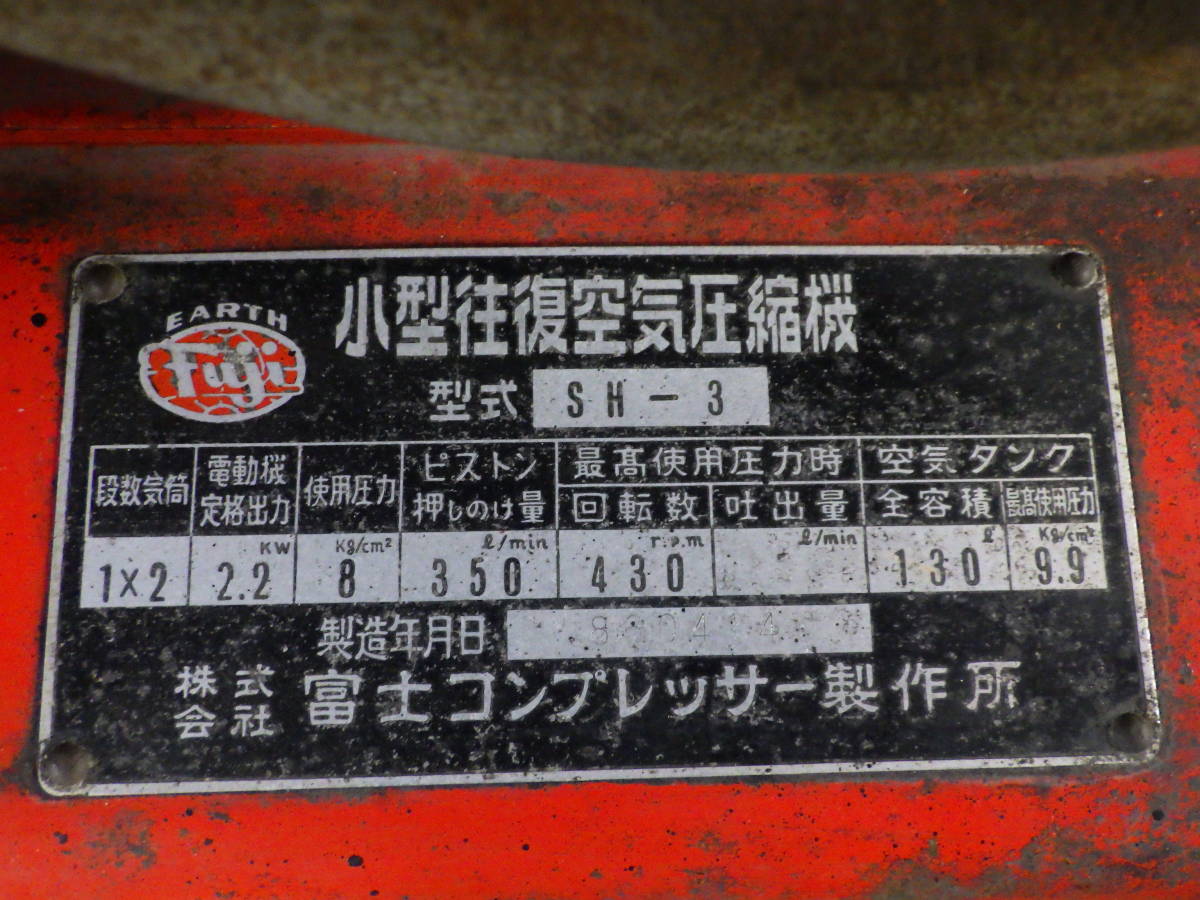 EARTH
Fuji
小型往復空気圧縮機
型式 SH-3
段数気筒 電動機定格出力 使用圧力 ピストン押しのけ量 最高使用圧力時 空気タンク
回転数 吐出量 全容積 最高使用圧力
KW Kg/cm² l/min r.p.m l/min l Kg/cm²
1×2 2.2 8 350 430 130 9.9
製造年月日
株式会社 富士コンプレッサー製作所